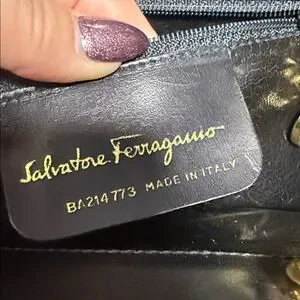 Salvatore Ferragamo
BA214773 MADE IN ITALY